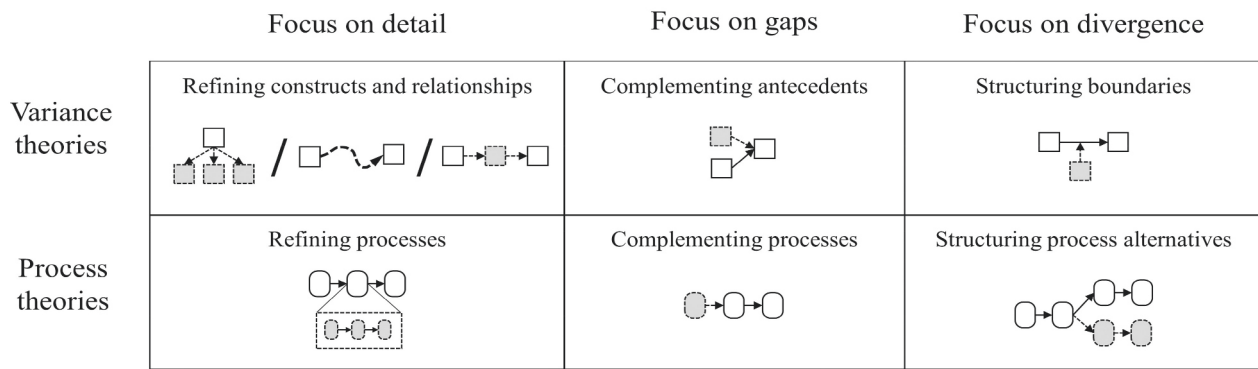 Focus on detail
Focus on gaps
Focus on divergence
Variance
theories
Refining constructs and relationships
Complementing antecedents
Structuring boundaries
/
/
Process
theories
Refining processes
Complementing processes
Structuring process alternatives